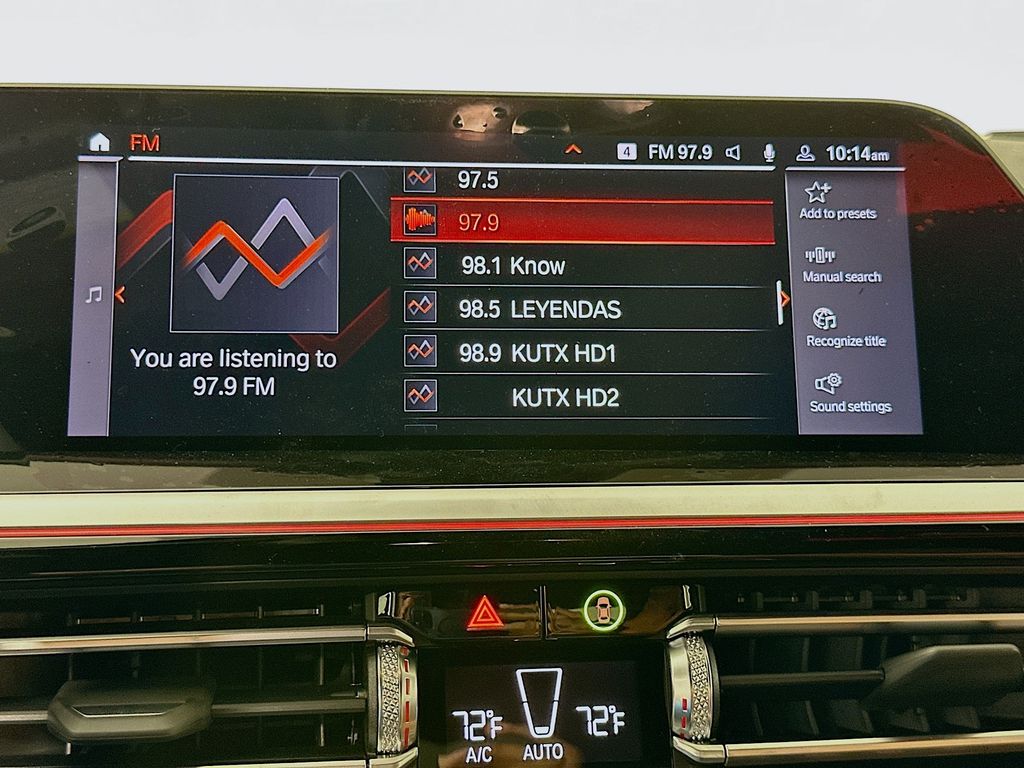 FM
4 FM 97.9 10:14am
97.5
97.9
98.1 Know
98.5 LEYENDAS
98.9 KUTX HD1
KUTX HD2
You are listening to
97.9 FM
Add to presets
Manual search
Recognize title
Sound settings
72°F
A/C
AUTO
72°F